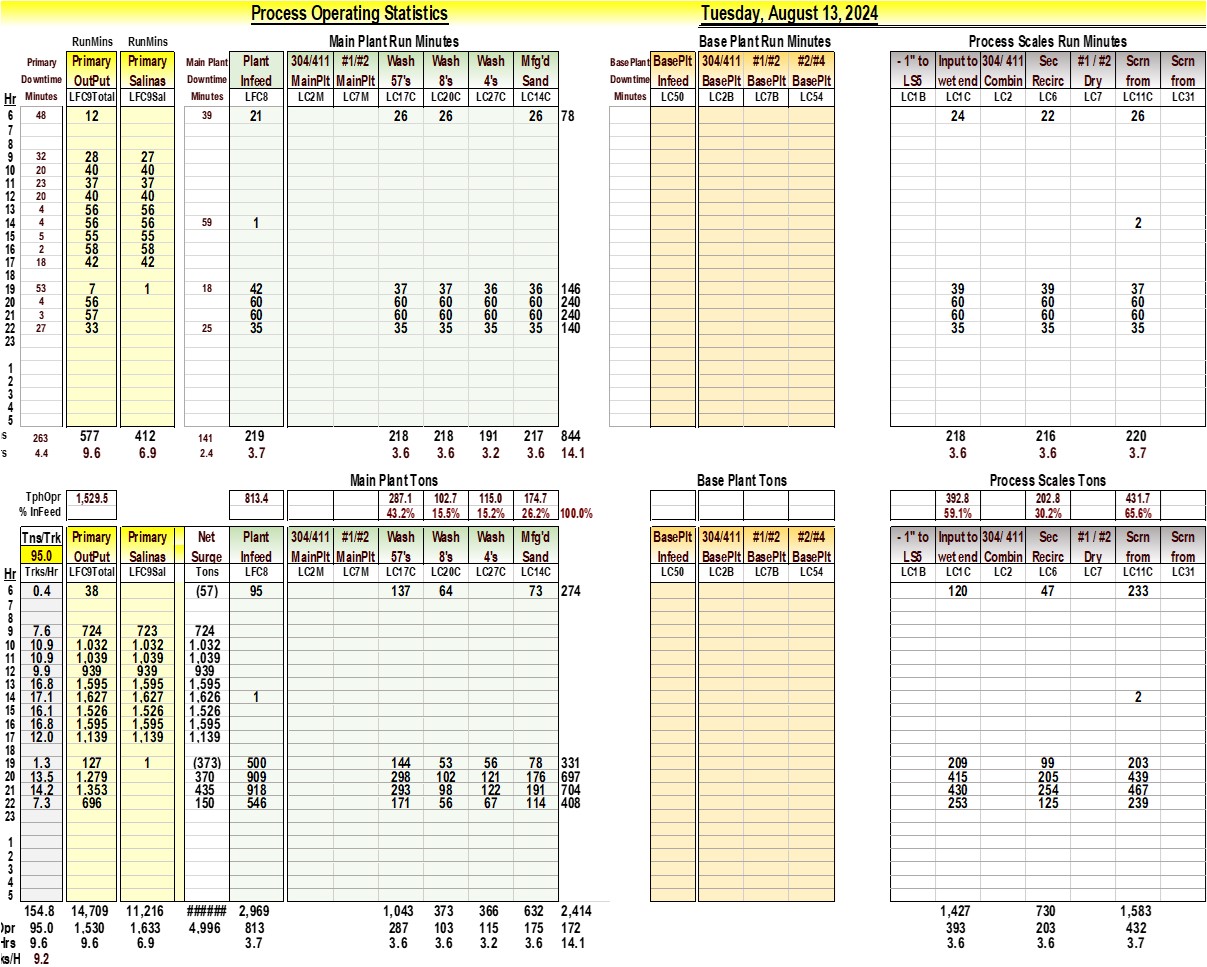 Process Operating Statistics Tuesday, August 13, 2024
RunMins RunMins Main Plant Run Minutes Base Plant Run Minutes Process Scales Run Minutes
Primary Primary Primary Main Plant Plant 304/411 #1/#2 Wash Wash Wash Mfg'd BasePlant BasePlt 304/411 #1/#2 #2/#4 - 1" to Input to 304/ 411 Sec #1 / #2 Scrn Scrn
Downtime OutPut Salinas Downtime Infeed MainPlt MainPlt 57's 8's 4's Sand Downtime Infeed BasePlt BasePlt BasePlt LS5 wet end Combin Recirc Dry from from
Hr Minutes LFC9Total LFC9Sal Minutes LFC8 LC2M LC7M LC17C LC20C LC27C LC14C Minutes LC50 LC2B LC7B LC54 LC1B LC1C LC2 LC6 LC7 LC11C LC31
6 48 12 39 21 26 26 26 78 24 22 26
7
8
9 32 28 27
10 20 40 40
11 23 37 37
12 20 40 40
13 4 56 56
14 4 56 56 59 1 2
15 5 55 55
16 2 58 58
17 18 42 42
18
19 53 7 1 18 42 37 37 36 36 146 39 39 37
20 4 56 60 60 60 60 60 240 60 60 60
21 3 57 60 60 60 60 60 240 60 60 60
22 27 33 25 35 35 35 35 35 140 35 35 35
23
1
2
3
4
5
s 263 577 412 141 219 218 218 191 217 844 218 216 220
's 4.4 9.6 6.9 2.4 3.7 3.6 3.6 3.2 3.6 14.1 3.6 3.6 3.7
Main Plant Tons Base Plant Tons Process Scales Tons
TphOpr 1,529.5 813.4 287.1 102.7 115.0 174.7 392.8 202.8 431.7
% InFeed 43.2% 15.5% 15.2% 26.2% 100.0% 59.1% 30.2% 65.6%
Tns/Trk Primary Primary Net Plant 304/411 #1/#2 Wash Wash Wash Mfg'd BasePlt 304/411 #1/#2 #2/#4 - 1" to Input to 304/ 411 Sec #1 / #2 Scrn Scrn
95.0 OutPut Salinas Surge Infeed MainPlt MainPlt 57's 8's 4's Sand Infeed BasePlt BasePlt BasePlt LS5 wet end Combin Recirc Dry from from
Hr Trks/Hr LFC9Total LFC9Sal Tons LFC8 LC2M LC7M LC17C LC20C LC27C LC14C LC50 LC2B LC7B LC54 LC1B LC1C LC2 LC6 LC7 LC11C LC31
6 0.4 38 (57) 95 137 64 73 274 120 47 233
7
8
9 7.6 724 723 724
10 10.9 1,032 1,032 1,032
11 10.9 1,039 1,039 1,039
12 9.9 939 939 939
13 16.8 1,595 1,595 1,595
14 17.1 1,627 1,627 1,626 1 2
15 16.1 1,526 1,526 1,526
16 16.8 1,595 1,595 1,595
17 12.0 1,139 1,139 1,139
18
19 1.3 127 1 (373) 500 144 53 56 78 331 209 99 203
20 13.5 1,279 370 909 298 102 121 176 697 415 205 439
21 14.2 1,353 435 918 293 98 122 191 704 430 254 467
22 7.3 696 150 546 171 56 67 114 408 253 125 239
23
1
2
3
4
5
154.8 14,709 11,216 ###### 2,969 1,043 373 366 632 2,414 1,427 730 1,583
Opr 95.0 1,530 1,633 4,996 813 287 103 115 175 172 393 203 432
Hrs 9.6 9.6 6.9 3.7 3.6 3.6 3.2 3.6 14.1 3.6 3.6 3.7
ks/H 9.2